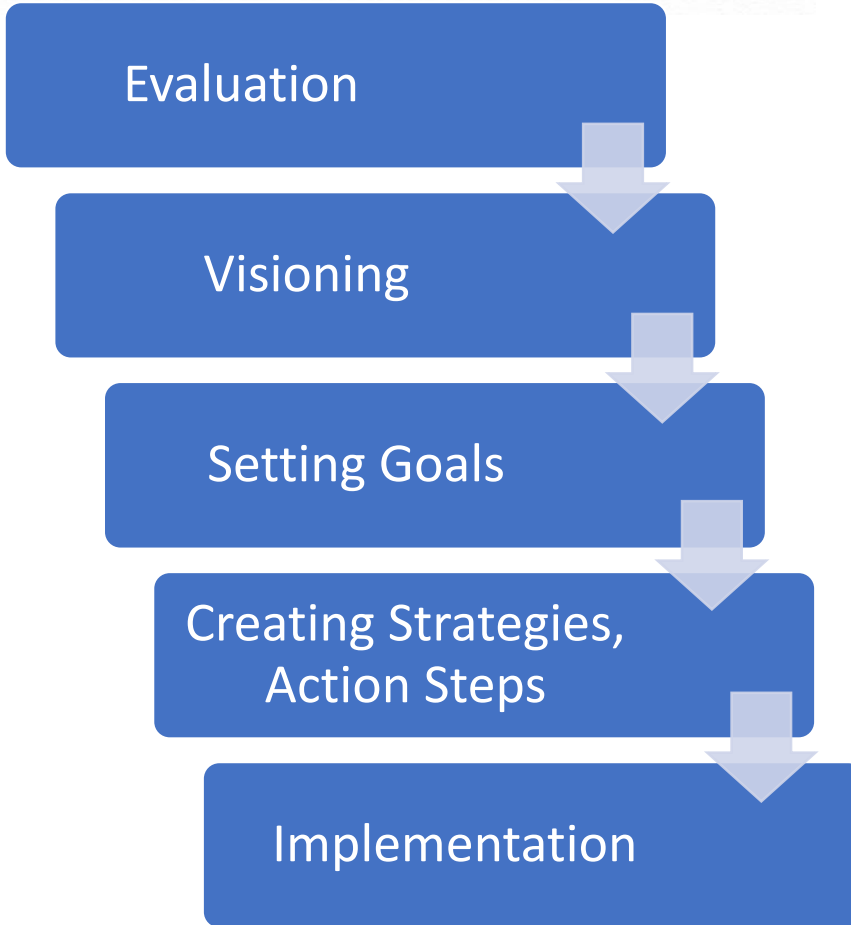 Evaluation
Visioning
Setting Goals
Creating Strategies,
Action Steps
Implementation